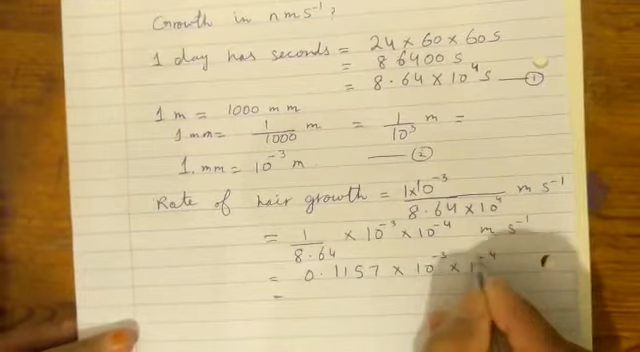 Growth in nms⁻¹?
1 day has seconds = 24 × 60 × 60 s
= 86400 s
= 8.64 × 10⁴ s —①
1 m = 1000 mm
1 mm = 1/1000 m = 1/10³ m =
1. mm = 10⁻³ m —②
Rate of hair growth = 1×10⁻³/8.64 × 10⁴ m s⁻¹
= 1/8.64 × 10⁻³ × 10⁻⁴ m s⁻¹
= 0.1157 × 10⁻³ × 10⁻⁴
=